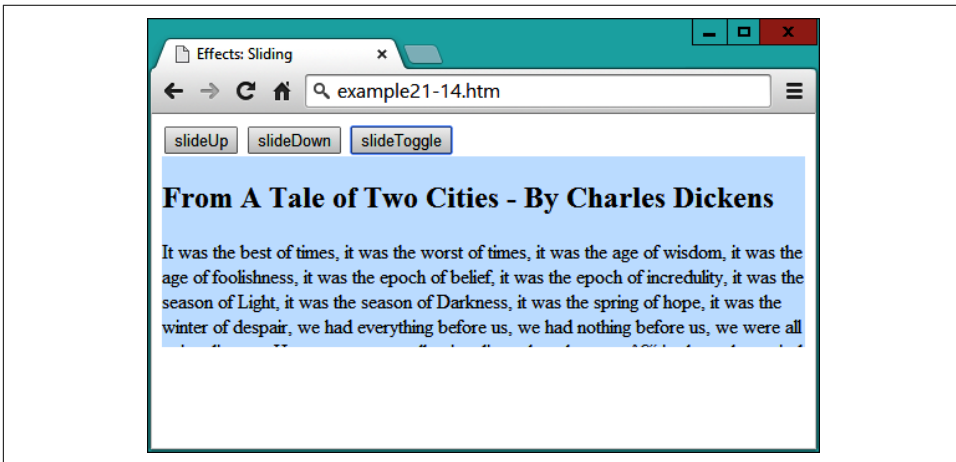 Effects: Sliding
example21-14.htm
slideUp slideDown slideToggle
From A Tale of Two Cities - By Charles Dickens
It was the best of times, it was the worst of times, it was the age of wisdom, it was the
age of foolishness, it was the epoch of belief, it was the epoch of incredulity, it was the
season of Light, it was the season of Darkness, it was the spring of hope, it was the
winter of despair, we had everything before us, we had nothing before us, we were all